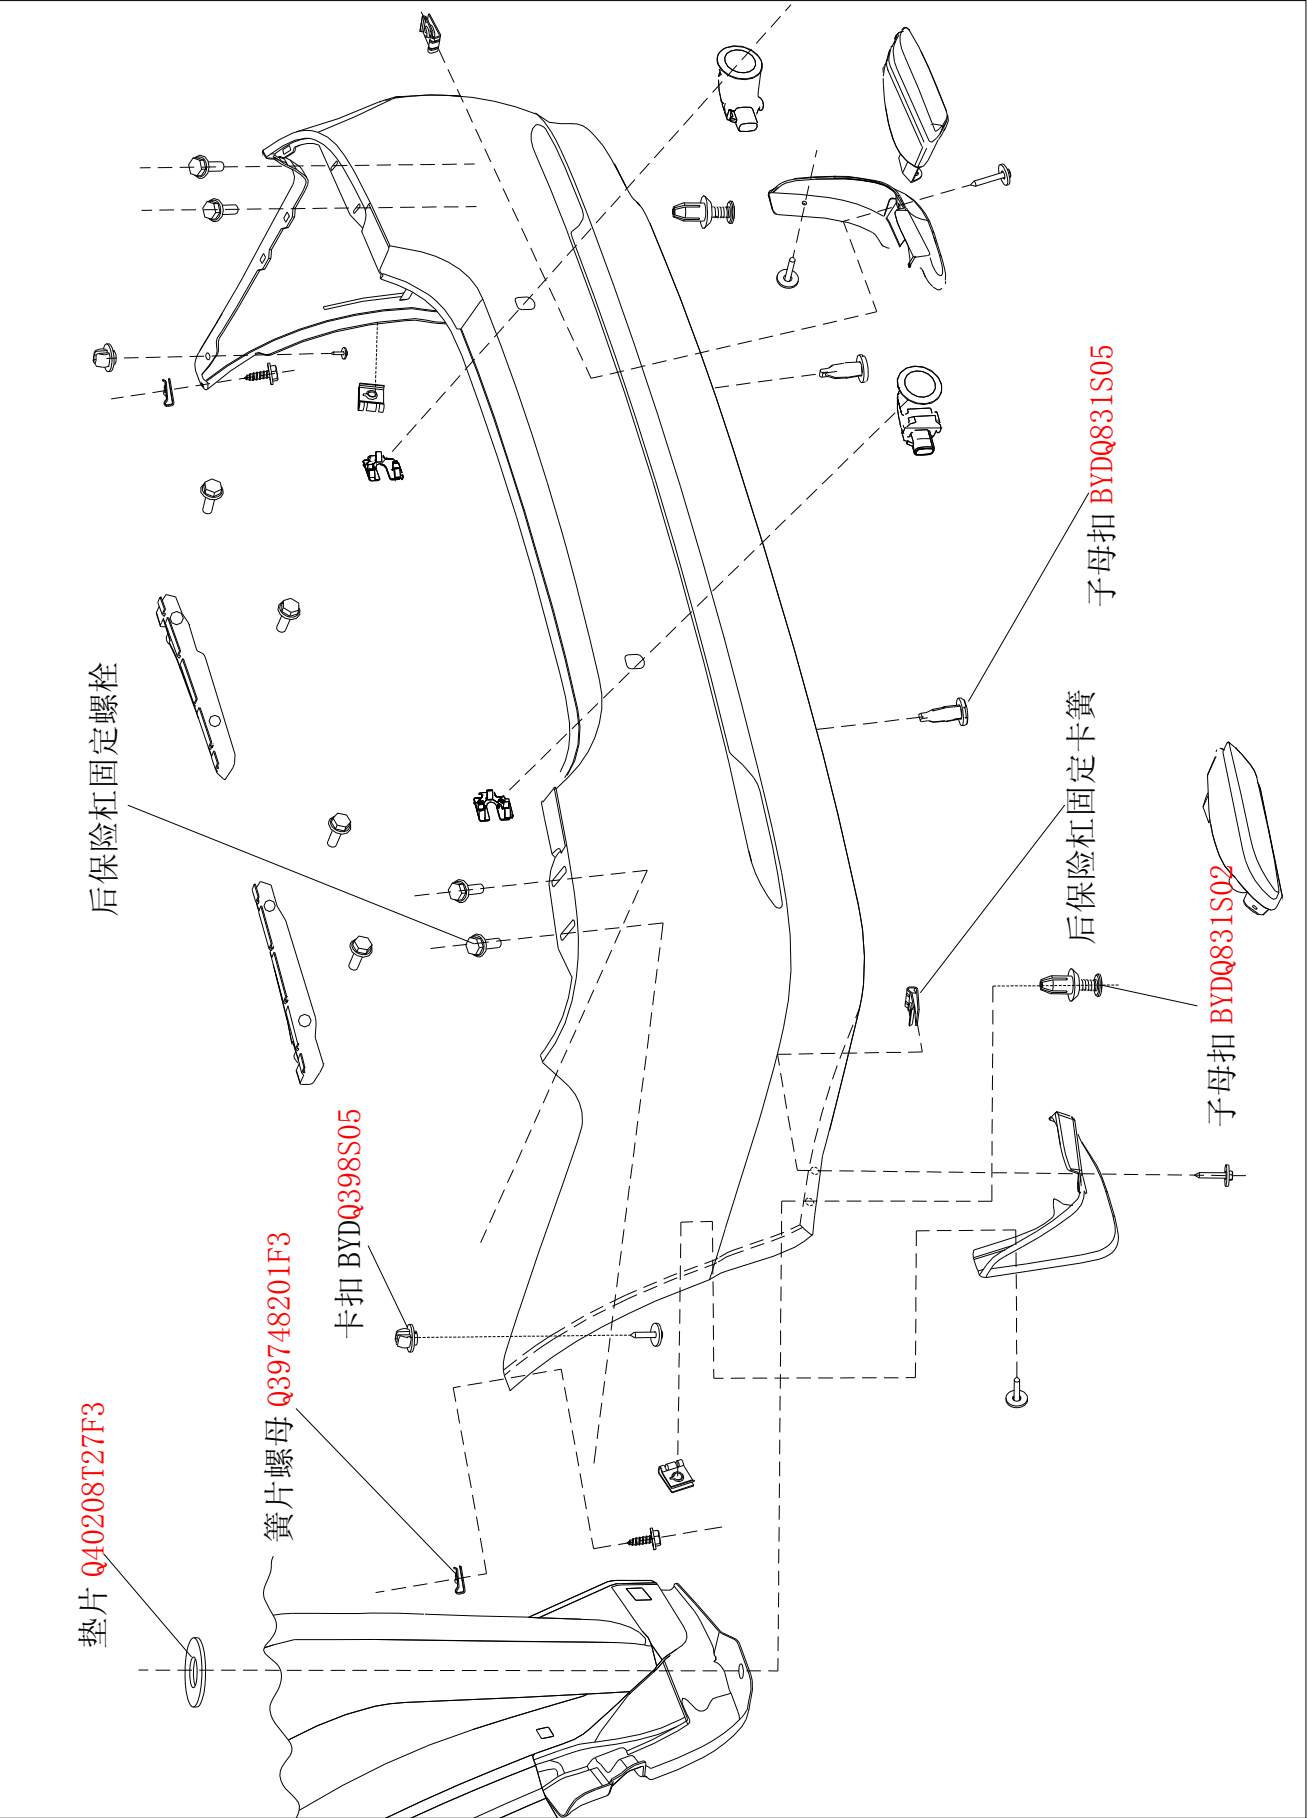 垫片 Q40208T27F3
簧片螺母 Q39748201F3
卡扣 BYDQ398S05
后保险杠固定螺栓
子母扣 BYDQ831S05
后保险杠固定卡簧
子母扣 BYDQ831S02